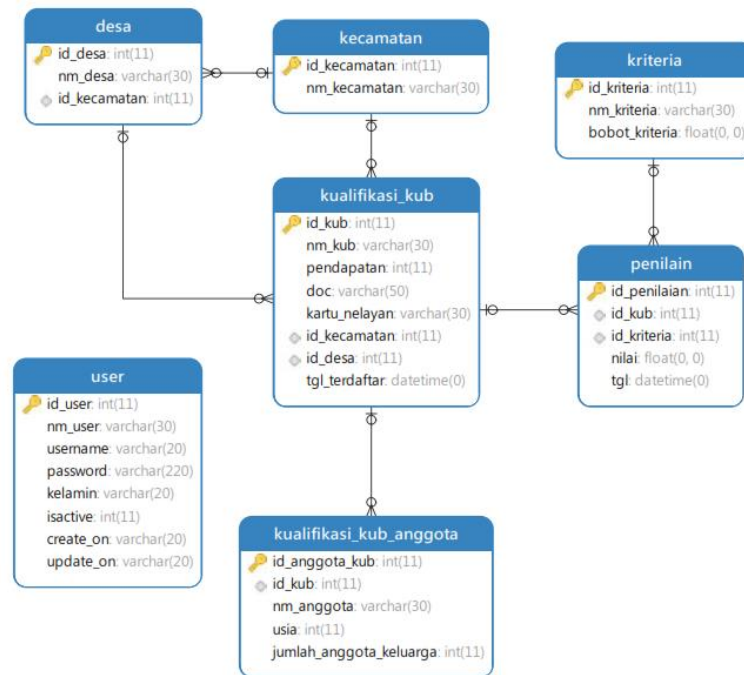 desa
id_desa: int(11)
nm_desa: varchar(30)
id_kecamatan: int(11)
kecamatan
id_kecamatan: int(11)
nm_kecamatan: varchar(30)
kriteria
id_kriteria: int(11)
nm_kriteria: varchar(30)
bobot_kriteria: float(0, 0)
kualifikasi_kub
id_kub: int(11)
nm_kub: varchar(30)
pendapatan: int(11)
doc: varchar(50)
kartu_nelayan: varchar(30)
id_kecamatan: int(11)
id_desa: int(11)
tgl_terdaftar: datetime(0)
penilain
id_penilaian: int(11)
id_kub: int(11)
id_kriteria: int(11)
nilai: float(0, 0)
tgl: datetime(0)
user
id_user: int(11)
nm_user: varchar(30)
username: varchar(20)
password: varchar(220)
kelamin: varchar(20)
isactive: int(11)
create_on: varchar(20)
update_on: varchar(20)
kualifikasi_kub_anggota
id_anggota_kub: int(11)
id_kub: int(11)
nm_anggota: varchar(30)
usia: int(11)
jumlah_anggota_keluarga: int(11)